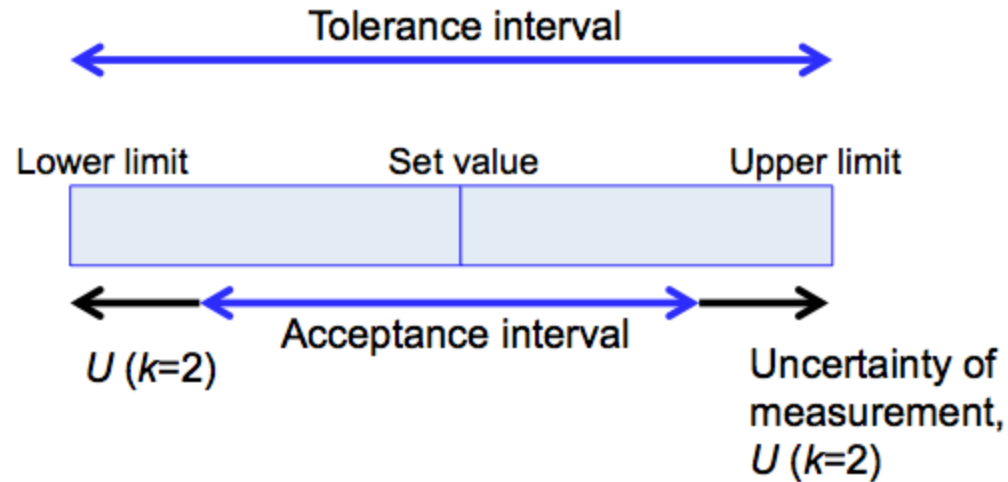 Tolerance interval
Lower limit
Set value
Upper limit
Acceptance interval
U (k=2)
Uncertainty of
measurement,
U (k=2)